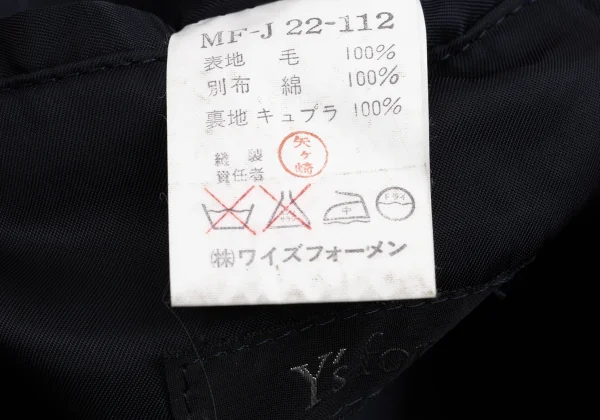 MF-J 22-112
表地 毛 100%
別布 綿 100%
裏地 キュプラ 100%
縫製
責任者
矢ヶ崎
中
ドライ
㈱ワイズフォーメン
Y's for